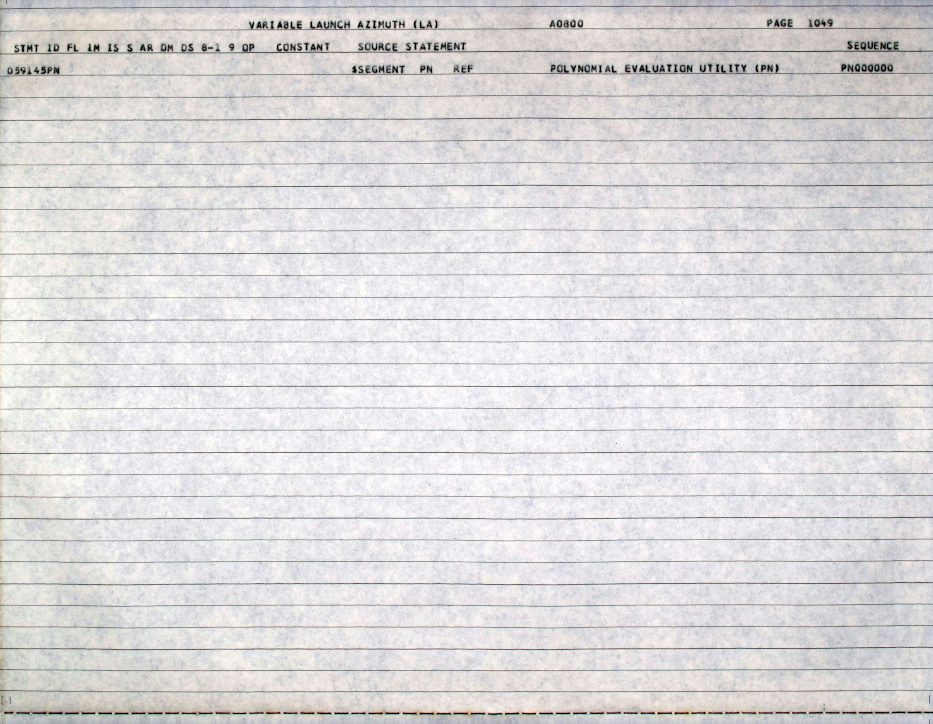 VARIABLE LAUNCH AZIMUTH (LA) A0800 PAGE 1049
STMT ID FL IM IS S AR DM DS 8-1 9 OP CONSTANT SOURCE STATEMENT SEQUENCE
059145PN $SEGMENT PN REF POLYNOMIAL EVALUATION UTILITY (PN) PN000000